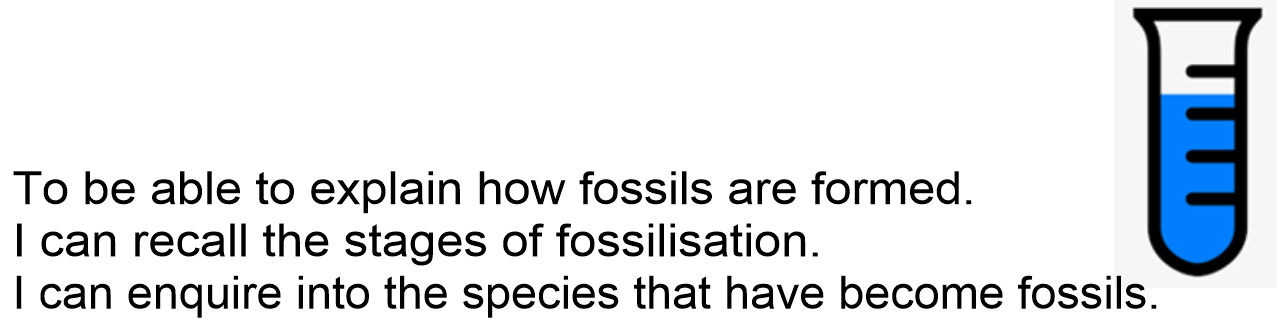 To be able to explain how fossils are formed.
I can recall the stages of fossilisation.
I can enquire into the species that have become fossils.